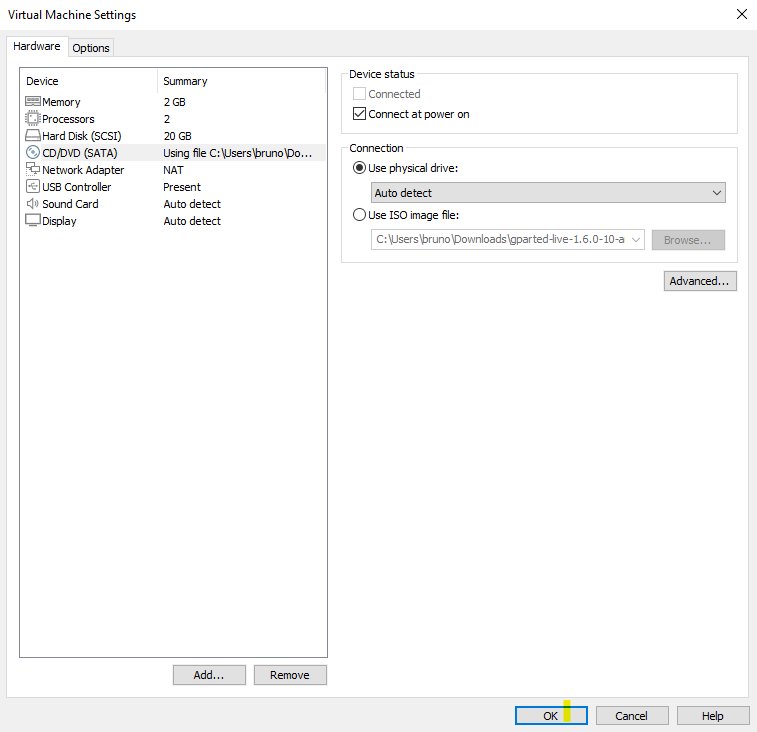 Virtual Machine Settings
Hardware Options
Device Summary
Memory 2 GB
Processors 2
Hard Disk (SCSI) 20 GB
CD/DVD (SATA) Using file C:\Users\bruno\Do...
Network Adapter NAT
USB Controller Present
Sound Card Auto detect
Display Auto detect
Add... Remove
Device status
Connected
Connect at power on
Connection
Use physical drive:
Auto detect
Use ISO image file:
C:\Users\bruno\Downloads\gparted-live-1.6.0-10-a Browse...
Advanced...
OK Cancel Help